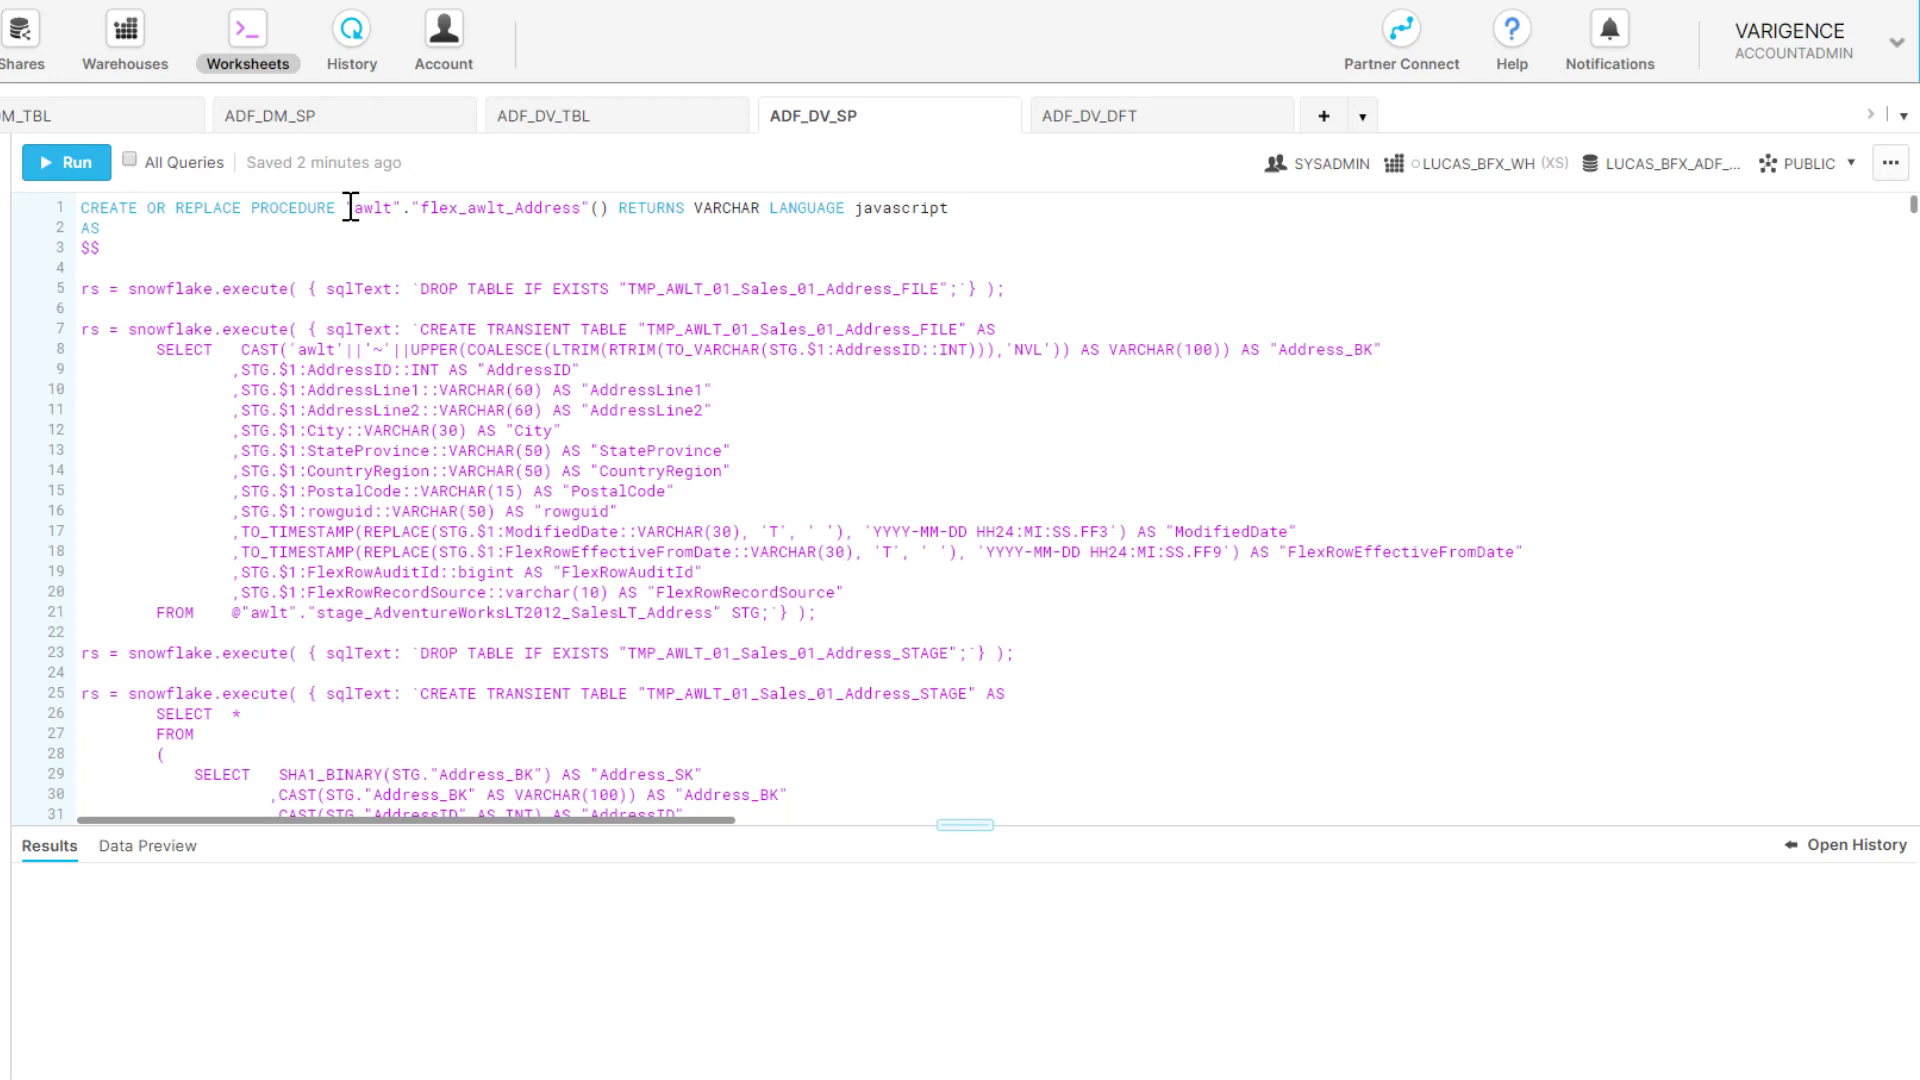 Shares
Warehouses
Worksheets
History
Account
Partner Connect
Help
Notifications
VARIGENCE
ACCOUNTADMIN
M_TBL
ADF_DM_SP
ADF_DV_TBL
ADF_DV_SP
ADF_DV_DFT
Run
All Queries
Saved 2 minutes ago
SYSADMIN
LUCAS_BFX_WH (XS)
LUCAS_BFX_ADF_...
PUBLIC
1 CREATE OR REPLACE PROCEDURE "awlt"."flex_awlt_Address"() RETURNS VARCHAR LANGUAGE javascript
2 AS
3 $$
4
5 rs = snowflake.execute( { sqlText: `DROP TABLE IF EXISTS "TMP_AWLT_01_Sales_01_Address_FILE";`} );
6
7 rs = snowflake.execute( { sqlText: `CREATE TRANSIENT TABLE "TMP_AWLT_01_Sales_01_Address_FILE" AS
8 SELECT CAST('awlt'||'~'||UPPER(COALESCE(LTRIM(RTRIM(TO_VARCHAR(STG.$1:AddressID::INT))),'NVL')) AS VARCHAR(100)) AS "Address_BK"
9 ,STG.$1:AddressID::INT AS "AddressID"
10 ,STG.$1:AddressLine1::VARCHAR(60) AS "AddressLine1"
11 ,STG.$1:AddressLine2::VARCHAR(60) AS "AddressLine2"
12 ,STG.$1:City::VARCHAR(30) AS "City"
13 ,STG.$1:StateProvince::VARCHAR(50) AS "StateProvince"
14 ,STG.$1:CountryRegion::VARCHAR(50) AS "CountryRegion"
15 ,STG.$1:PostalCode::VARCHAR(15) AS "PostalCode"
16 ,STG.$1:rowguid::VARCHAR(50) AS "rowguid"
17 ,TO_TIMESTAMP(REPLACE(STG.$1:ModifiedDate::VARCHAR(30), 'T', ' '), 'YYYY-MM-DD HH24:MI:SS.FF3') AS "ModifiedDate"
18 ,TO_TIMESTAMP(REPLACE(STG.$1:FlexRowEffectiveFromDate::VARCHAR(30), 'T', ' '), 'YYYY-MM-DD HH24:MI:SS.FF9') AS "FlexRowEffectiveFromDate"
19 ,STG.$1:FlexRowAuditId::bigint AS "FlexRowAuditId"
20 ,STG.$1:FlexRowRecordSource::varchar(10) AS "FlexRowRecordSource"
21 FROM @"awlt"."stage_AdventureWorksLT2012_SalesLT_Address" STG;`} );
22
23 rs = snowflake.execute( { sqlText: `DROP TABLE IF EXISTS "TMP_AWLT_01_Sales_01_Address_STAGE";`} );
24
25 rs = snowflake.execute( { sqlText: `CREATE TRANSIENT TABLE "TMP_AWLT_01_Sales_01_Address_STAGE" AS
26 SELECT *
27 FROM
28 (
29 SELECT SHA1_BINARY(STG."Address_BK") AS "Address_SK"
30 ,CAST(STG."Address_BK" AS VARCHAR(100)) AS "Address_BK"
31 ,CAST(STG."AddressID" AS INT) AS "AddressID"
Results
Data Preview
Open History